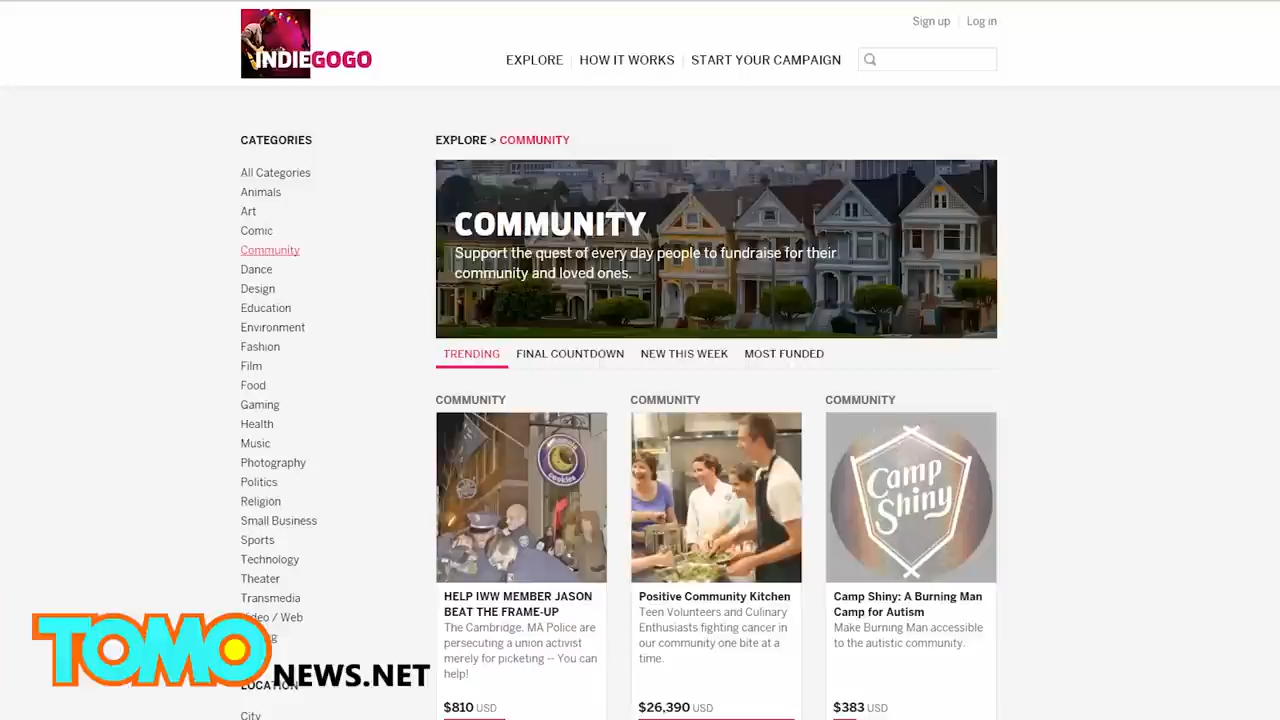 Sign up
Log in
INDIEGOGO
EXPLORE
HOW IT WORKS
START YOUR CAMPAIGN
CATEGORIES
All Categories
Animals
Art
Comic
Community
Dance
Design
Education
Environment
Fashion
Film
Food
Gaming
Health
Music
Photography
Politics
Religion
Small Business
Sports
Technology
Theater
Transmedia
/ Web
LOCATION
City
EXPLORE > COMMUNITY
COMMUNITY
Support the quest of every day people to fundraise for their
community and loved ones.
TRENDING
FINAL COUNTDOWN
NEW THIS WEEK
MOST FUNDED
COMMUNITY
cookies
HELP IWW MEMBER JASON
BEAT THE FRAME-UP
The Cambridge, MA Police are
persecuting a union activist
merely for picketing -- You can
help!
$810 USD
COMMUNITY
Positive Community Kitchen
Teen Volunteers and Culinary
Enthusiasts fighting cancer in
our community one bite at a
time.
$26,390 USD
COMMUNITY
Camp
Shiny
Camp Shiny: A Burning Man
Camp for Autism
Make Burning Man accessible
to the autistic community.
$383 USD
TOMO
NEWS.NET